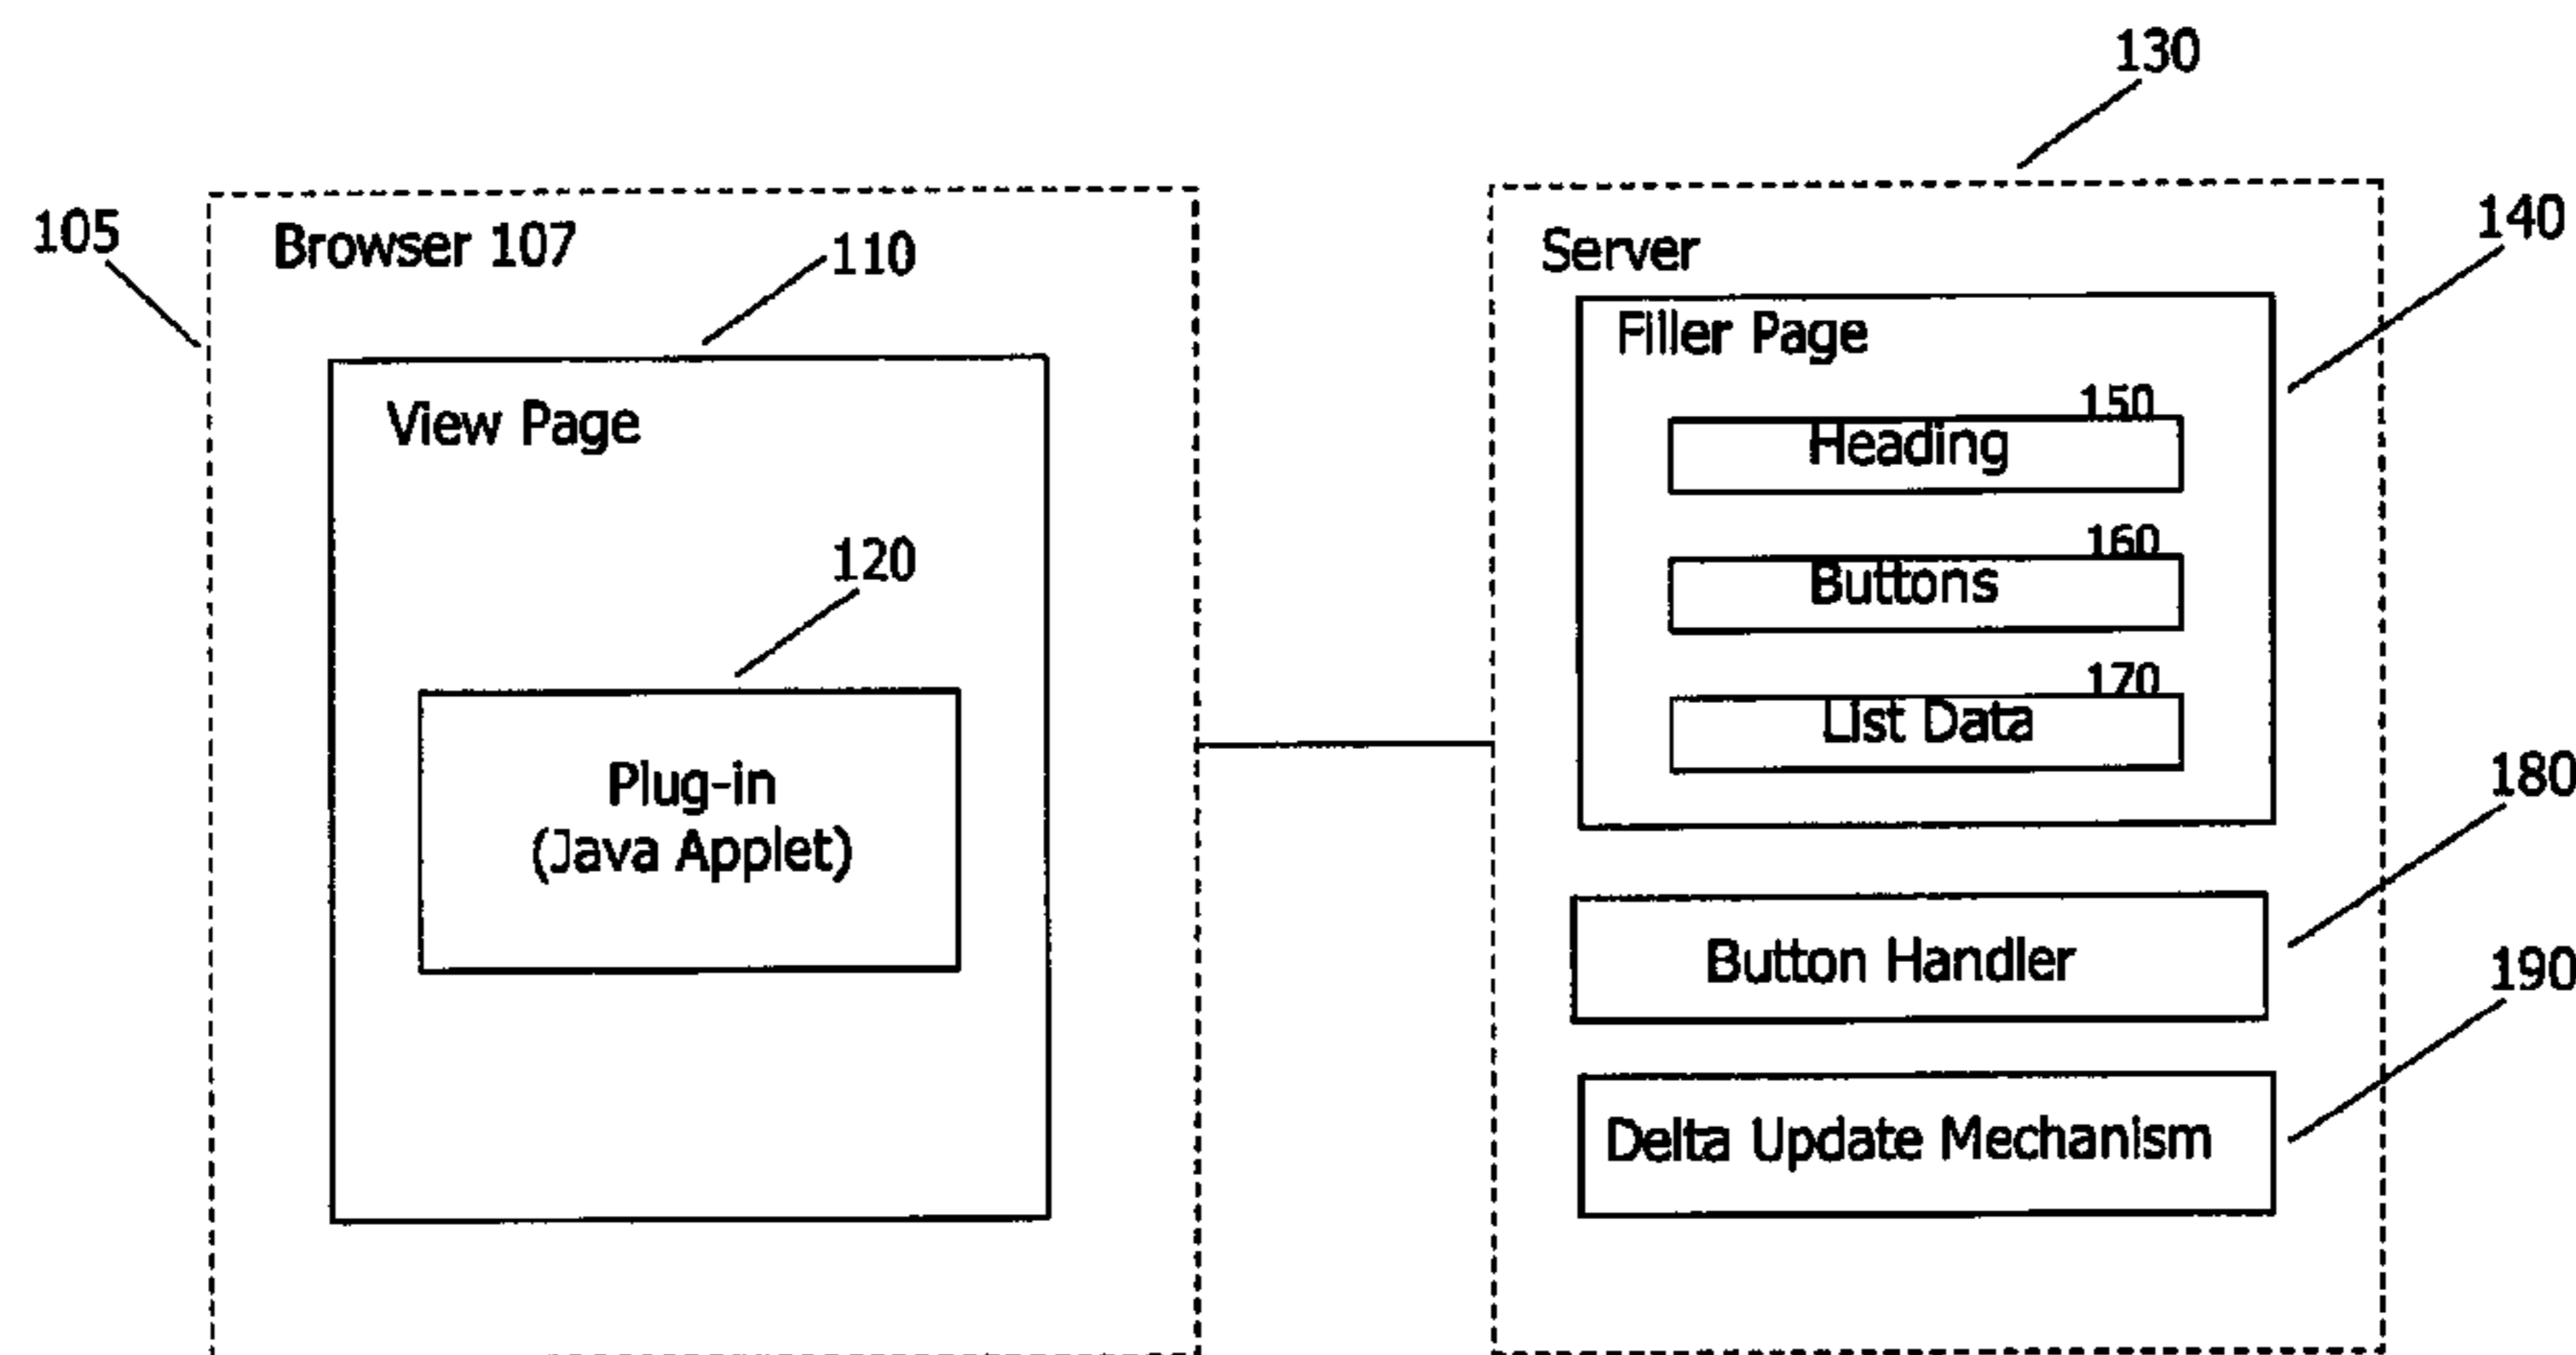 130
105
Browser 107
110
Server
140
Filler Page
View Page
150
Heading
120
160
Buttons
170
List Data
Plug-in
(Java Applet)
180
Button Handler
190
Delta Update Mechanism